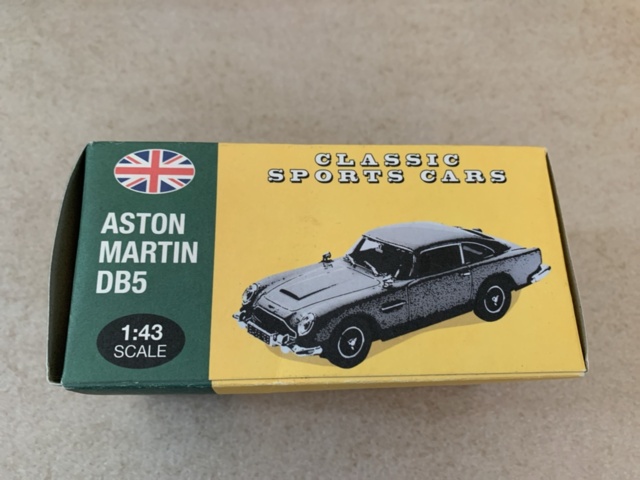 CLASSIC
SPORTS CARS
ASTON
MARTIN
DB5
1:43
SCALE